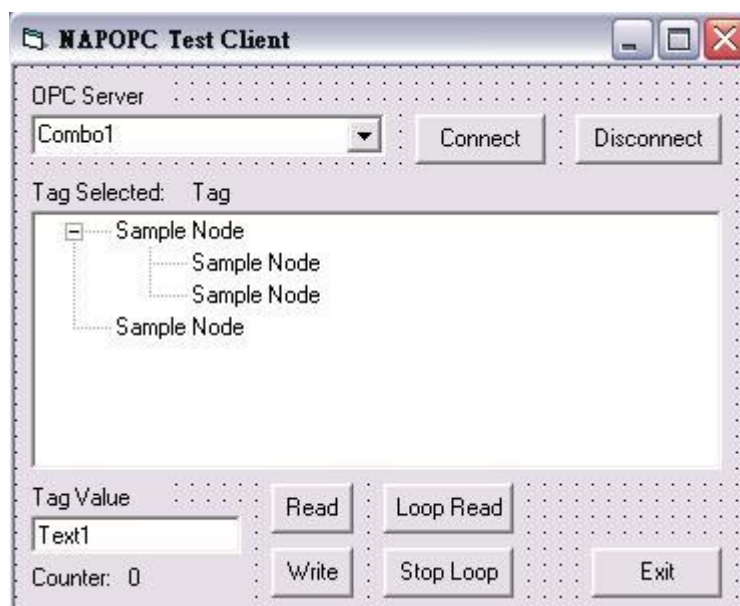 NAPOPC Test Client
OPC Server
Combo1
Connect
Disconnect
Tag Selected: Tag
Sample Node
Sample Node
Sample Node
Sample Node
Tag Value
Read
Loop Read
Text1
Counter: 0
Write
Stop Loop
Exit